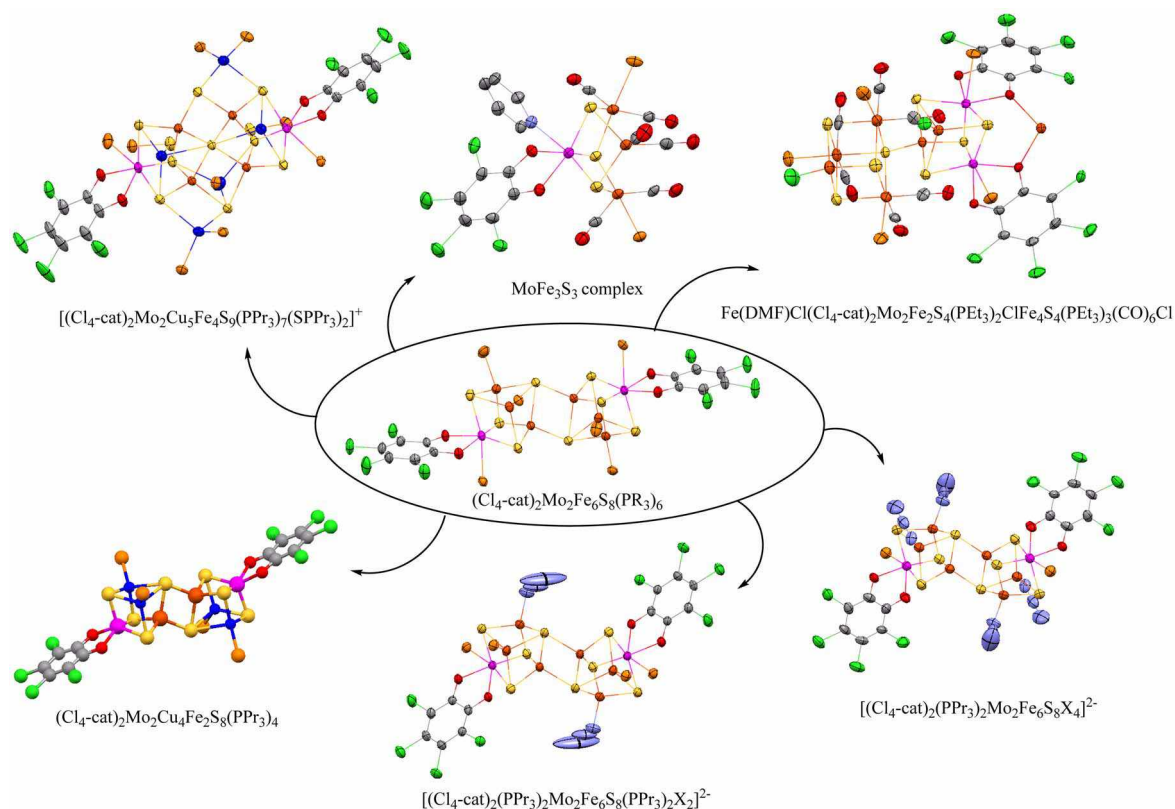 MoFe₃S₃ complex
[(Cl₄-cat)₂Mo₂Cu₅Fe₄S₉(PPr₃)₇(SPPr₃)₂]⁺
Fe(DMF)Cl(Cl₄-cat)₂Mo₂Fe₂S₄(PEt₃)₂ClFe₄S₄(PEt₃)₃(CO)₆Cl
(Cl₄-cat)₂Mo₂Fe₆S₈(PR₃)₆
(Cl₄-cat)₂Mo₂Cu₄Fe₂S₈(PPr₃)₄
[(Cl₄-cat)₂(PPr₃)₂Mo₂Fe₆S₈X₄]²⁻
[(Cl₄-cat)₂(PPr₃)₂Mo₂Fe₆S₈(PPr₃)₂X₂]²⁻